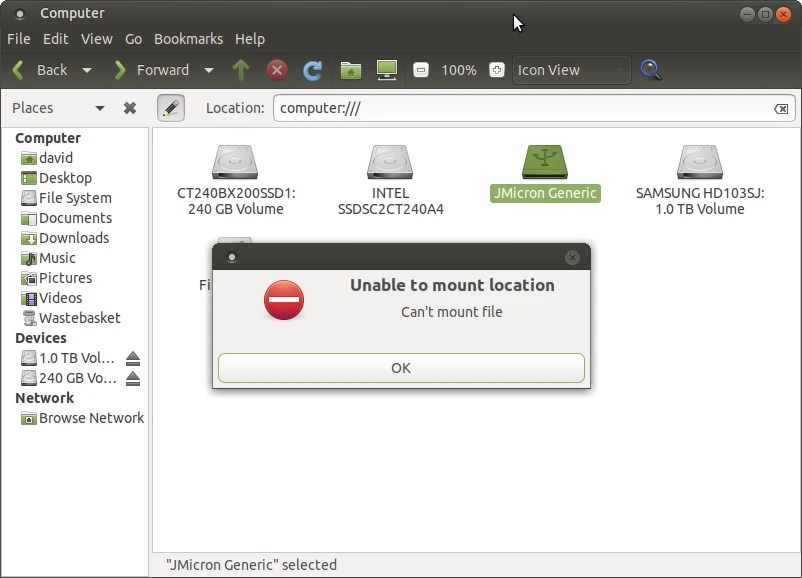 Computer
File Edit View Go Bookmarks Help
Back Forward 100% Icon View
Places Location: computer:///
Computer
david
Desktop
File System
Documents
Downloads
Music
Pictures
Videos
Wastebasket
Devices
1.0 TB Vol...
240 GB Vo...
Network
Browse Network
CT240BX200SSD1:
240 GB Volume
INTEL
SSDSC2CT240A4
JMicron Generic
SAMSUNG HD103SJ:
1.0 TB Volume
Fi
Unable to mount location
Can't mount file
OK
"JMicron Generic" selected